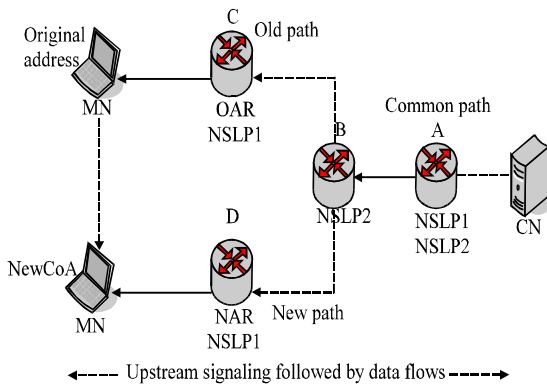 Original
address
MN
C
Old path
OAR
NSLP1
Common path
B
A
NSLP2
NSLP1
NSLP2
CN
D
NewCoA
MN
NAR
NSLP1
New path
Upstream signaling followed by data flows